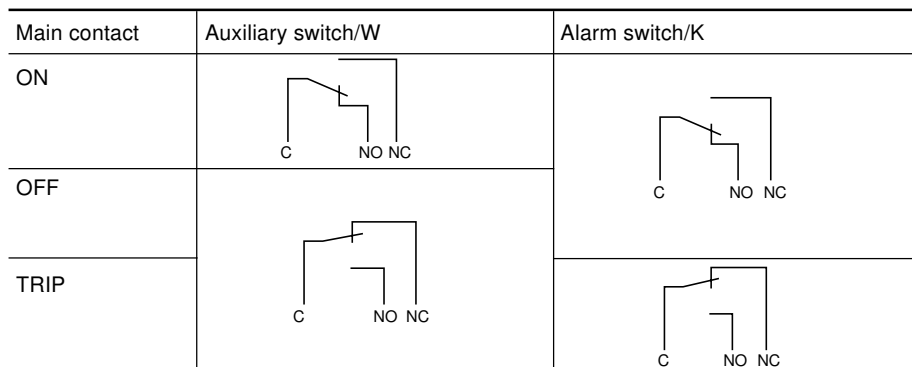 Main contact Auxiliary switch/W Alarm switch/K
ON
C NO NC
OFF
C NO NC
C NO NC
TRIP
C NO NC